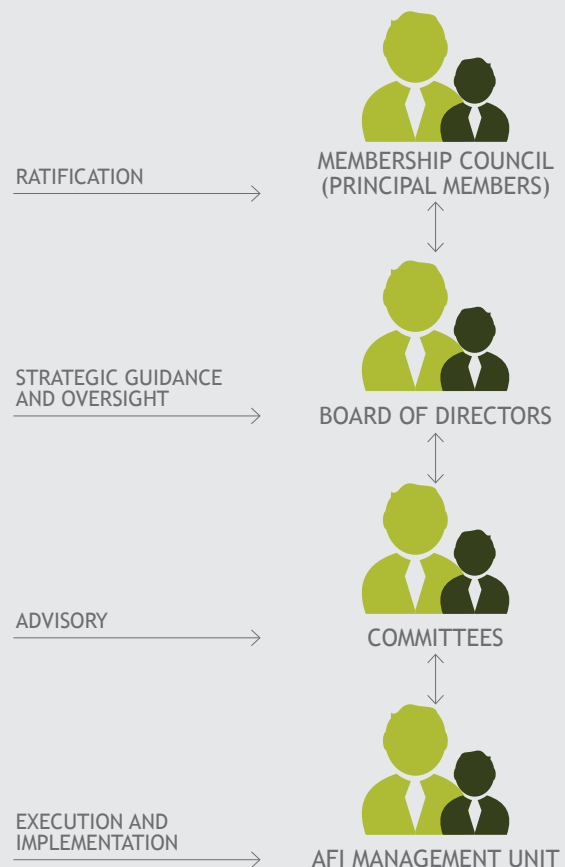 RATIFICATION
MEMBERSHIP COUNCIL
(PRINCIPAL MEMBERS)
STRATEGIC GUIDANCE
AND OVERSIGHT
BOARD OF DIRECTORS
ADVISORY
COMMITTEES
EXECUTION AND
IMPLEMENTATION
AFI MANAGEMENT UNIT